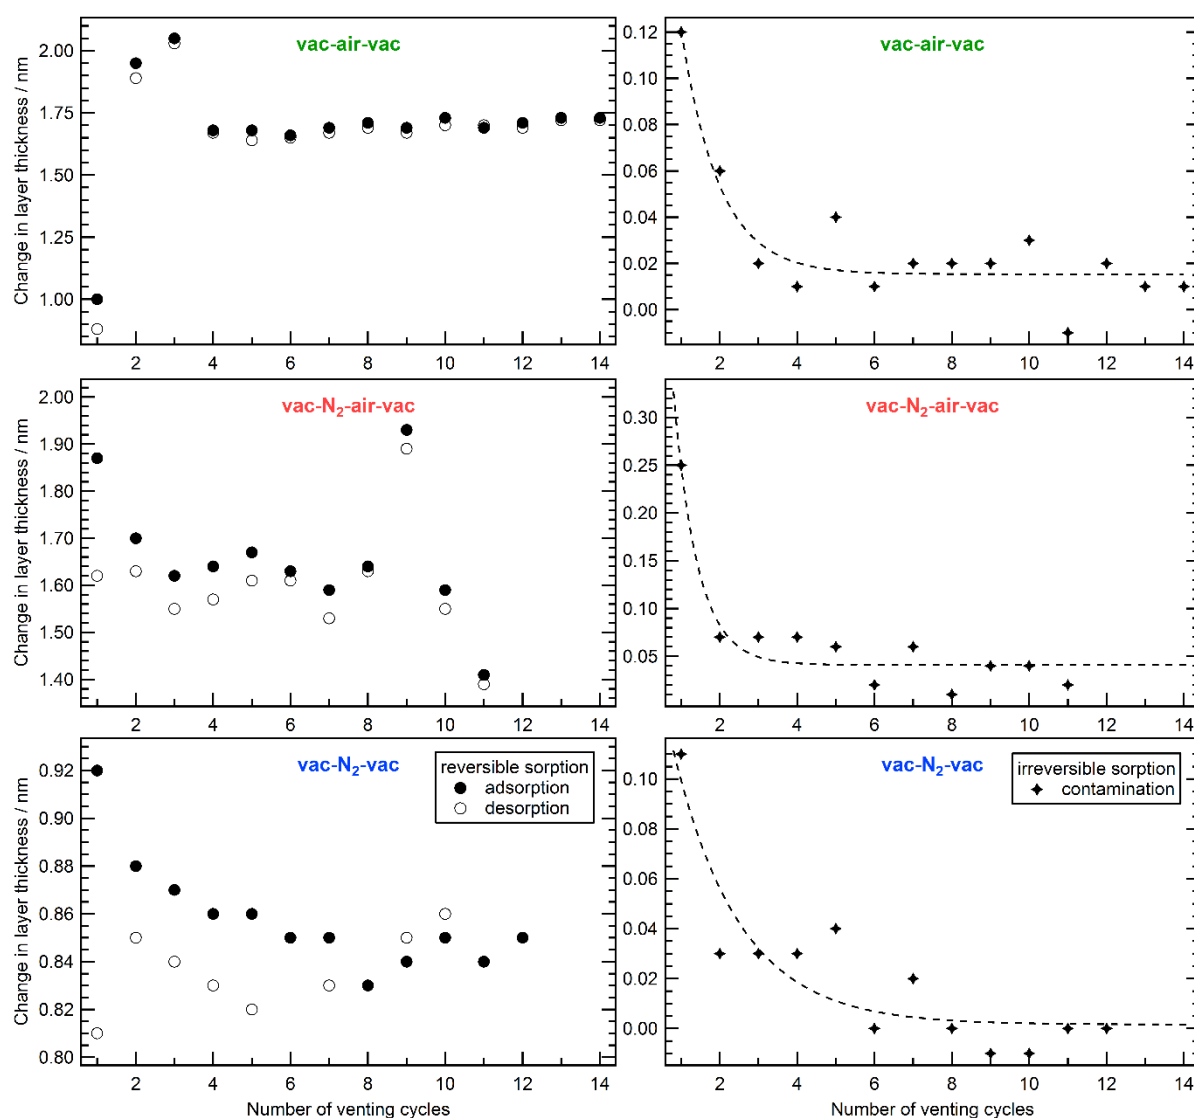 vac-air-vac
Change in layer thickness / nm
2.00
1.75
1.50
1.25
1.00
2 4 6 8 10 12 14
vac-air-vac
0.12
0.10
0.08
0.06
0.04
0.02
0.00
2 4 6 8 10 12 14
vac-N₂-air-vac
Change in layer thickness / nm
2.00
1.90
1.80
1.70
1.60
1.50
1.40
2 4 6 8 10 12 14
vac-N₂-air-vac
0.30
0.25
0.20
0.15
0.10
0.05
2 4 6 8 10 12 14
vac-N₂-vac
reversible sorption
adsorption
desorption
Change in layer thickness / nm
0.92
0.90
0.88
0.86
0.84
0.82
0.80
2 4 6 8 10 12 14
Number of venting cycles
vac-N₂-vac
irreversible sorption
contamination
0.10
0.08
0.06
0.04
0.02
0.00
2 4 6 8 10 12 14
Number of venting cycles